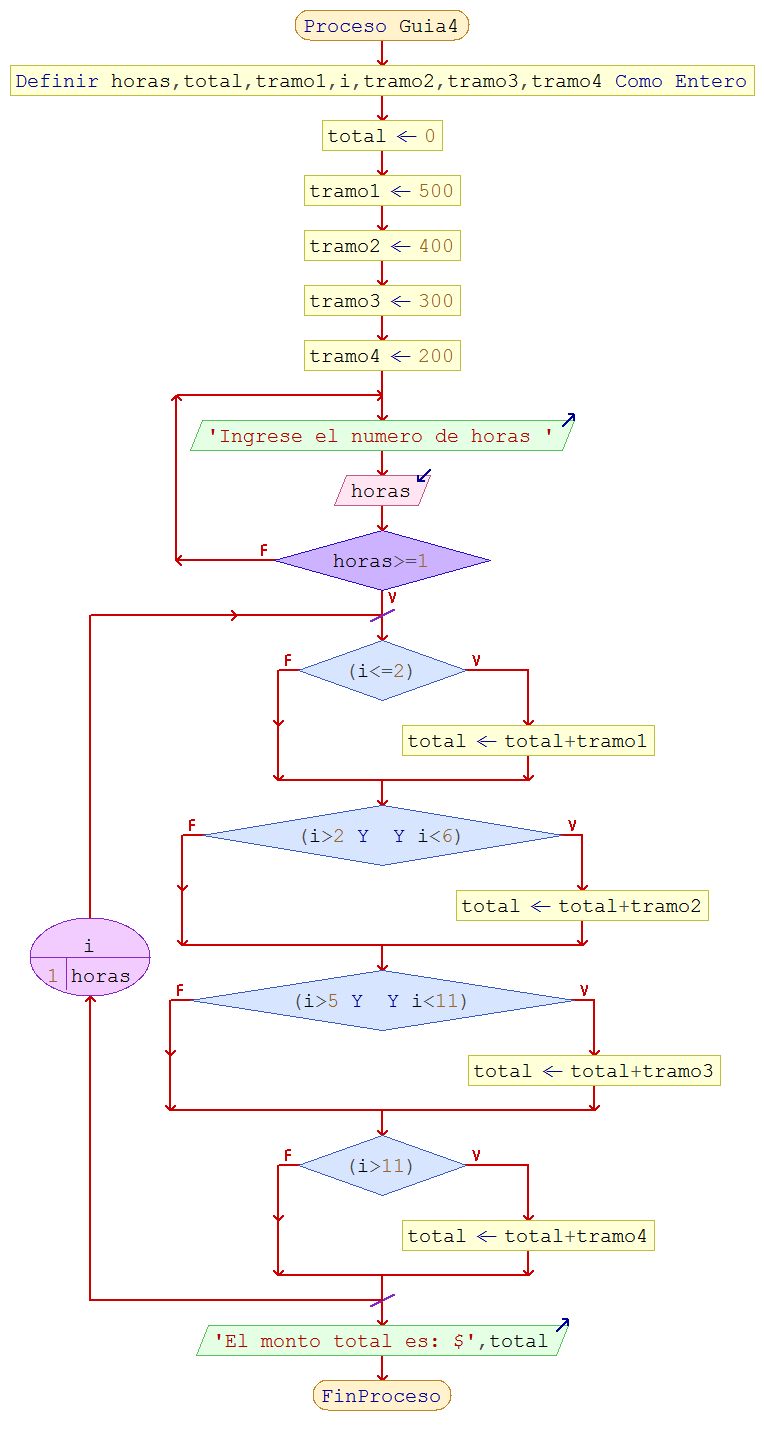 Proceso Guia4
Definir horas,total,tramo1,i,tramo2,tramo3,tramo4 Como Entero
total ← 0
tramo1 ← 500
tramo2 ← 400
tramo3 ← 300
tramo4 ← 200
'Ingrese el numero de horas '
horas
F
horas>=1
V
F
(i<=2)
V
total ← total+tramo1
F
(i>2 Y  Y i<6)
V
total ← total+tramo2
i
1 horas
F
(i>5 Y  Y i<11)
V
total ← total+tramo3
F
(i>11)
V
total ← total+tramo4
'El monto total es: $',total
FinProceso